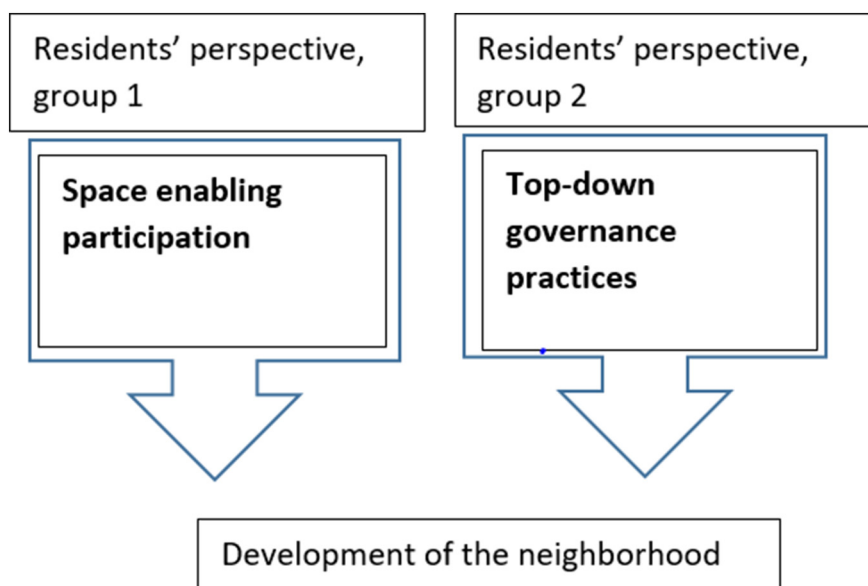 Residents’ perspective,
group 1
Residents’ perspective,
group 2
Space enabling
participation
Top-down
governance
practices
Development of the neighborhood